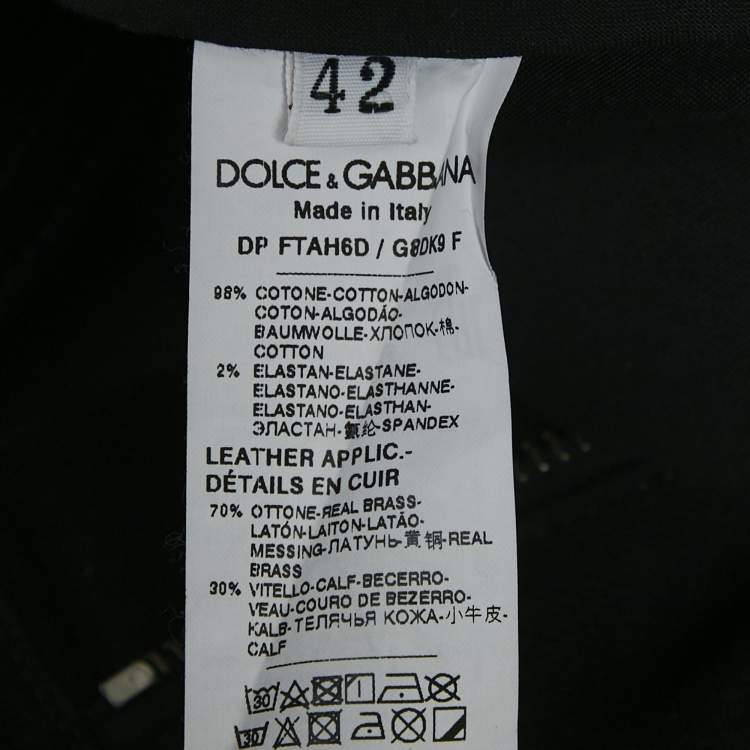 42
DOLCE & GABBANA
Made in Italy
DP FTAH6D / G8DK9 F
98% COTONE-COTTON-ALGODON-
COTON-ALGODÃO-
BAUMWOLLE-ХЛОПОК-棉-
COTTON
2% ELASTAN-ELASTANE-
ELASTANO-ELASTHANNE-
ELASTANO-ELASTHAN-
ЭЛАСТАН-氨纶-SPANDEX
LEATHER APPLIC.-
DÉTAILS EN CUIR
70% OTTONE-REAL BRASS-
LATÓN-LAITON-LATÃO-
MESSING-ЛАТУНЬ-黄铜-REAL
BRASS
30% VITELLO-CALF-BECERRO-
VEAU-COURO DE BEZERRO-
KALB-ТЕЛЯЧЬЯ КОЖА-小牛皮-
CALF
30
30